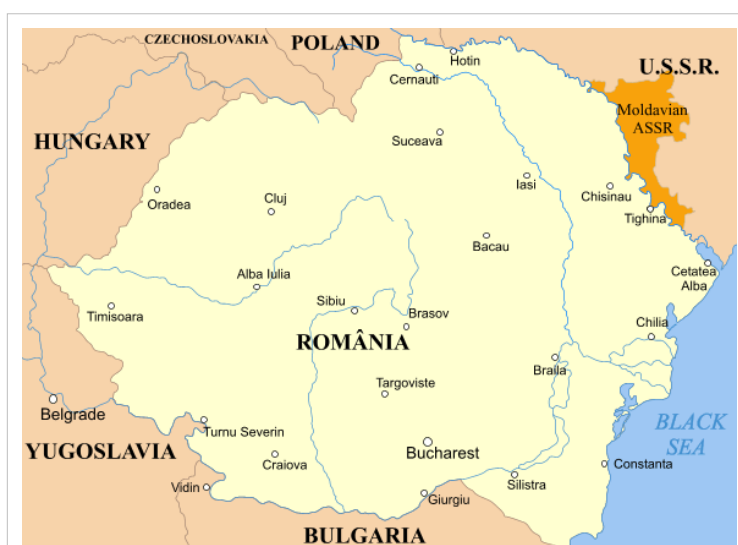 CZECHOSLOVAKIA
POLAND
Hotin
U.S.S.R.
Cernauti
Moldavian
ASSR
HUNGARY
Suceava
Iasi
Chisinau
Oradea
Cluj
Tighina
Bacau
Cetatea
Alba
Alba Iulia
Timisoara
Sibiu
Brasov
Chilia
ROMÂNIA
Braila
Targoviste
Belgrade
BLACK
SEA
Turnu Severin
YUGOSLAVIA
Bucharest
Craiova
Constanta
Vidin
Silistra
Giurgiu
BULGARIA